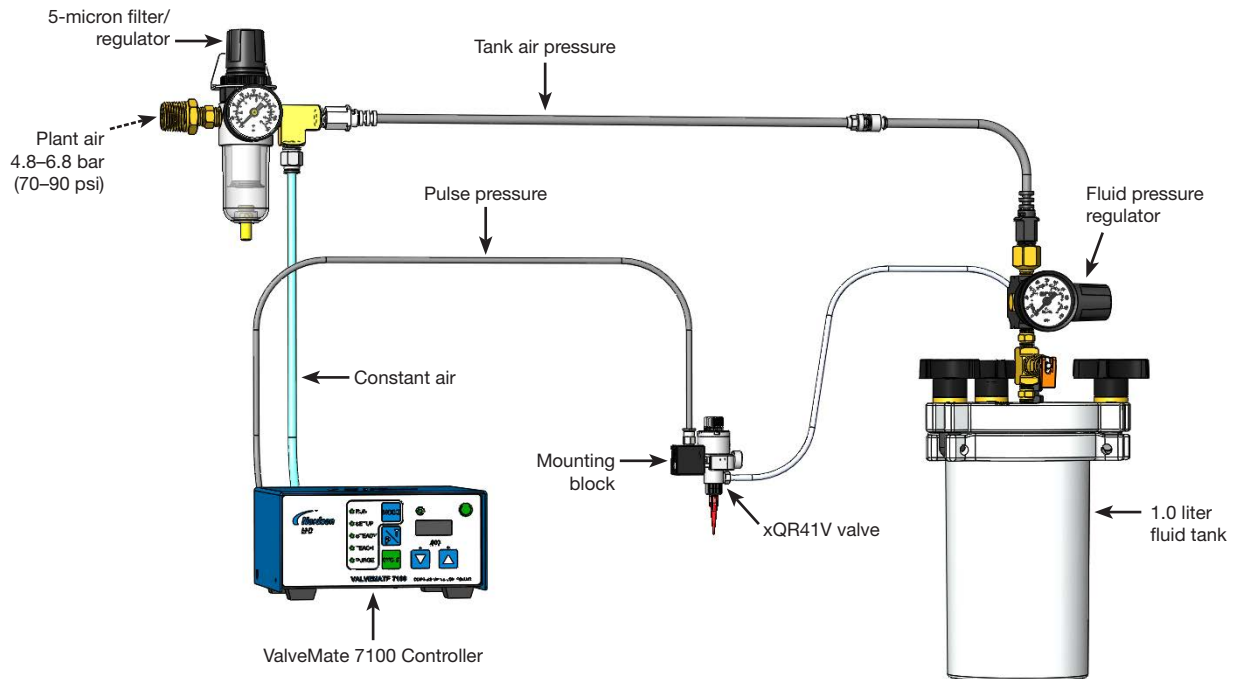 5-micron filter/
regulator
Tank air pressure
Plant air
4.8–6.8 bar
(70–90 psi)
Pulse pressure
Fluid pressure
regulator
Constant air
Mounting
block
xQR41V valve
1.0 liter
fluid tank
Nordson
EFD
RUN
SETUP
STEADY
TEACH
PURGE
MODE
VALVEMATE 7100
ValveMate 7100 Controller